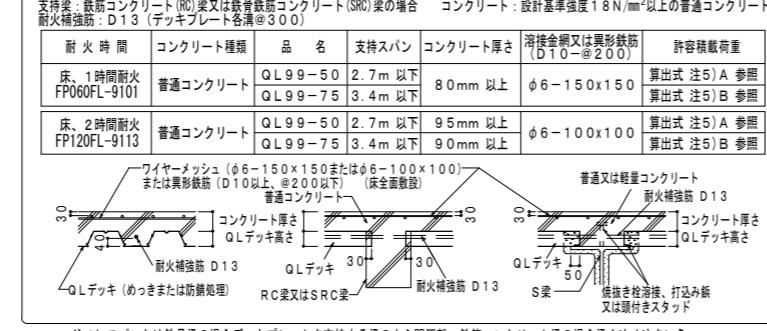 支持梁：鉄筋コンクリート(RC)梁又は鉄骨鉄筋コンクリート(SRC)梁の場合　コンクリート：設計基準強度１８Ｎ/mm²以上の普通コンクリート
耐火補強筋：Ｄ１３（デッキプレート各溝＠３００）
耐火時間 コンクリート種類 品名 支持スパン コンクリート厚さ 溶接金網又は異形鉄筋（Ｄ１０−＠２００） 許容積載荷重
床、１時間耐火 FP060FL-9101 普通コンクリート ＱＬ９９−５０ ２.７ｍ 以下 ８０ｍｍ 以上 φ６−１５０x１５０ 算出式 注５）Ａ 参照
ＱＬ９９−７５ ３.４ｍ 以下 算出式 注５）Ｂ 参照
床、２時間耐火 FP120FL-9113 普通コンクリート ＱＬ９９−５０ ２.７ｍ 以下 ９５ｍｍ 以上 φ６−１００x１００ 算出式 注５）Ａ 参照
ＱＬ９９−７５ ３.４ｍ 以下 ９０ｍｍ 以上 算出式 注５）Ｂ 参照
ワイヤーメッシュ（φ６−１５０×１５０またはφ６−１００×１００）
または異形鉄筋（Ｄ１０以上、＠２００以下）　（床全面敷設）
普通コンクリート
普通又は軽量コンクリート
耐火補強筋 Ｄ１３
３０
コンクリート厚さ
ＱＬデッキ高さ
４０
耐火補強筋 Ｄ１３
ＱＬデッキ（めっきまたは防錆処理）
３０
コンクリート厚さ
ＱＬデッキ高さ
３０
ＱＬデッキ
３０
３０
耐火補強筋 Ｄ１３
ＲＣ梁又はＳＲＣ梁
ＱＬデッキ
５０
Ｓ梁
焼抜き栓溶接、打込み鋲
又は頭付きスタッド